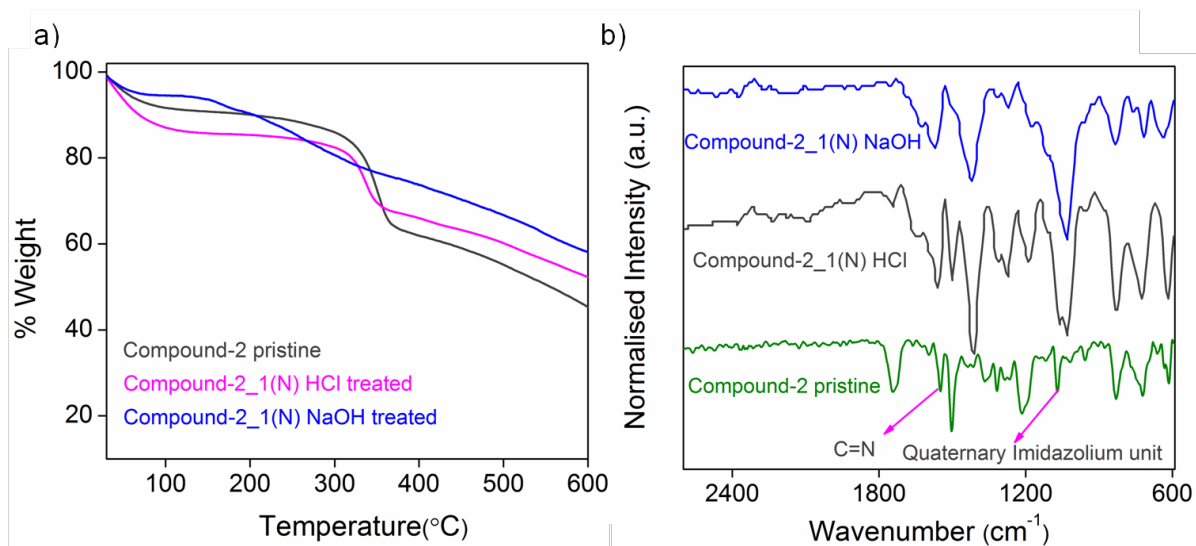 a)
% Weight
100
80
60
40
20
Compound-2 pristine
Compound-2_1(N) HCl treated
Compound-2_1(N) NaOH treated
100 200 300 400 500 600
Temperature(°C)
b)
Normalised Intensity (a.u.)
Compound-2_1(N) NaOH
Compound-2_1(N) HCl
Compound-2 pristine
C=N
Quaternary Imidazolium unit
2400 1800 1200 600
Wavenumber (cm⁻¹)